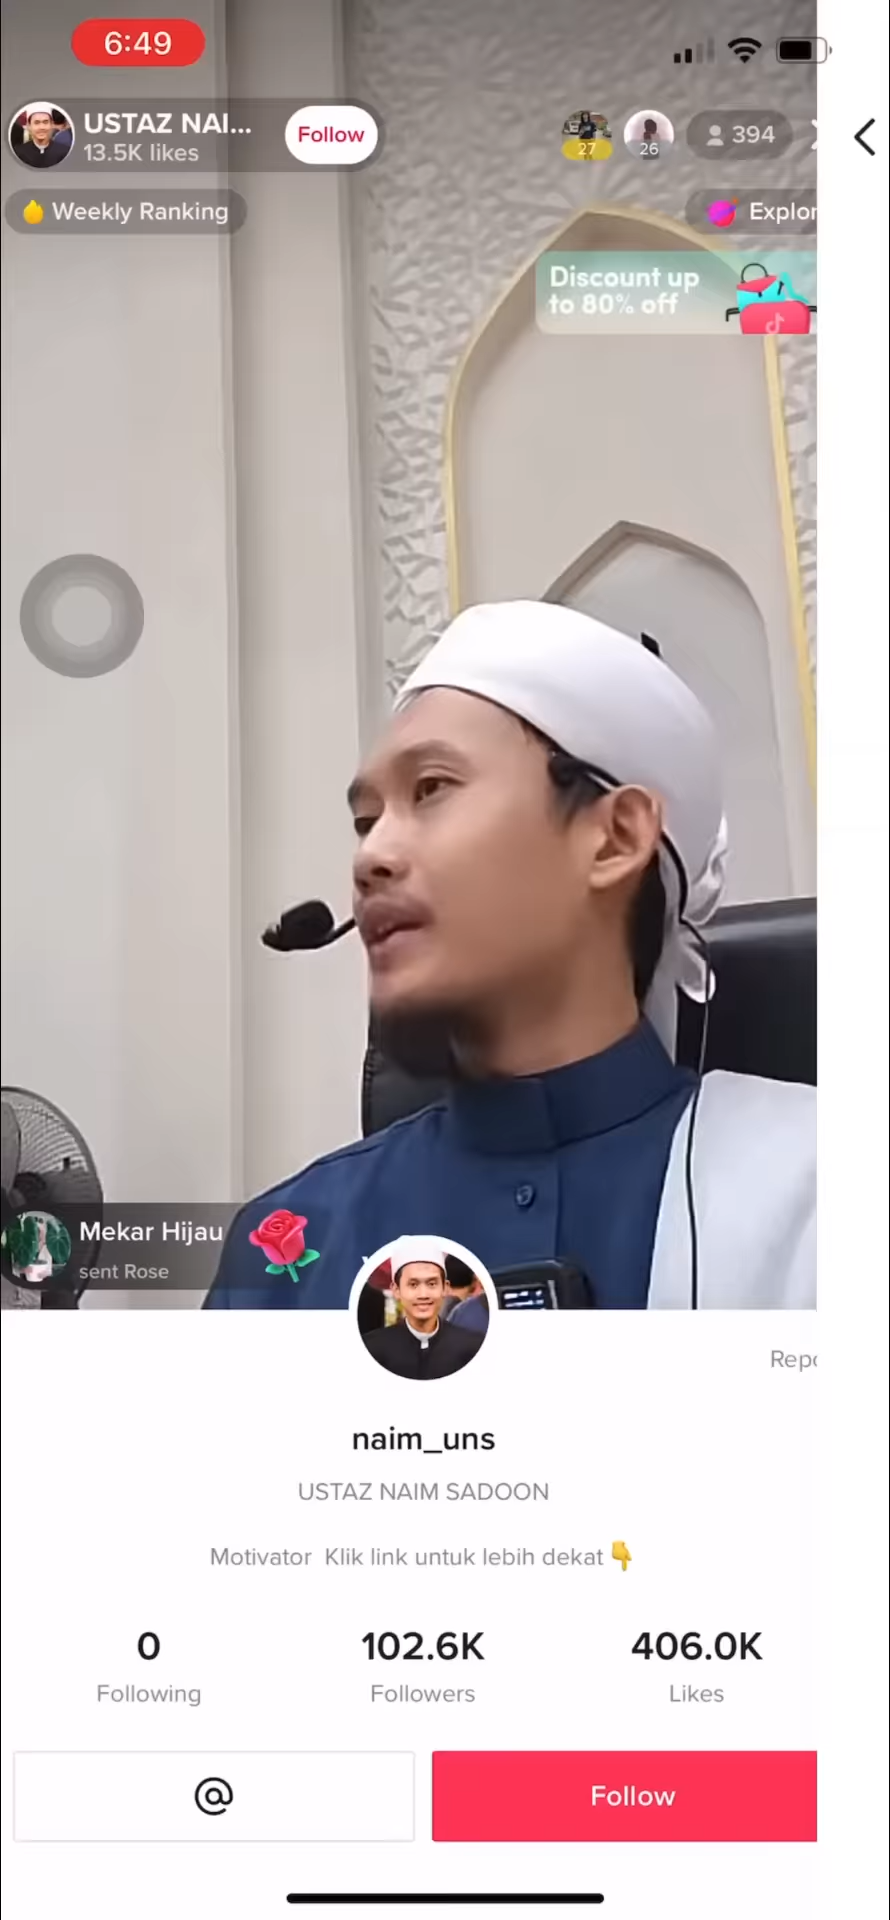 6:49
USTAZ NAI...
13.5K likes
Follow
27
26
394
Weekly Ranking
Explor
Discount up
to 80% off
Mekar Hijau
sent Rose
Repo
naim_uns
USTAZ NAIM SADOON
Motivator Klik link untuk lebih dekat 👇
0
Following
102.6K
Followers
406.0K
Likes
@
Follow